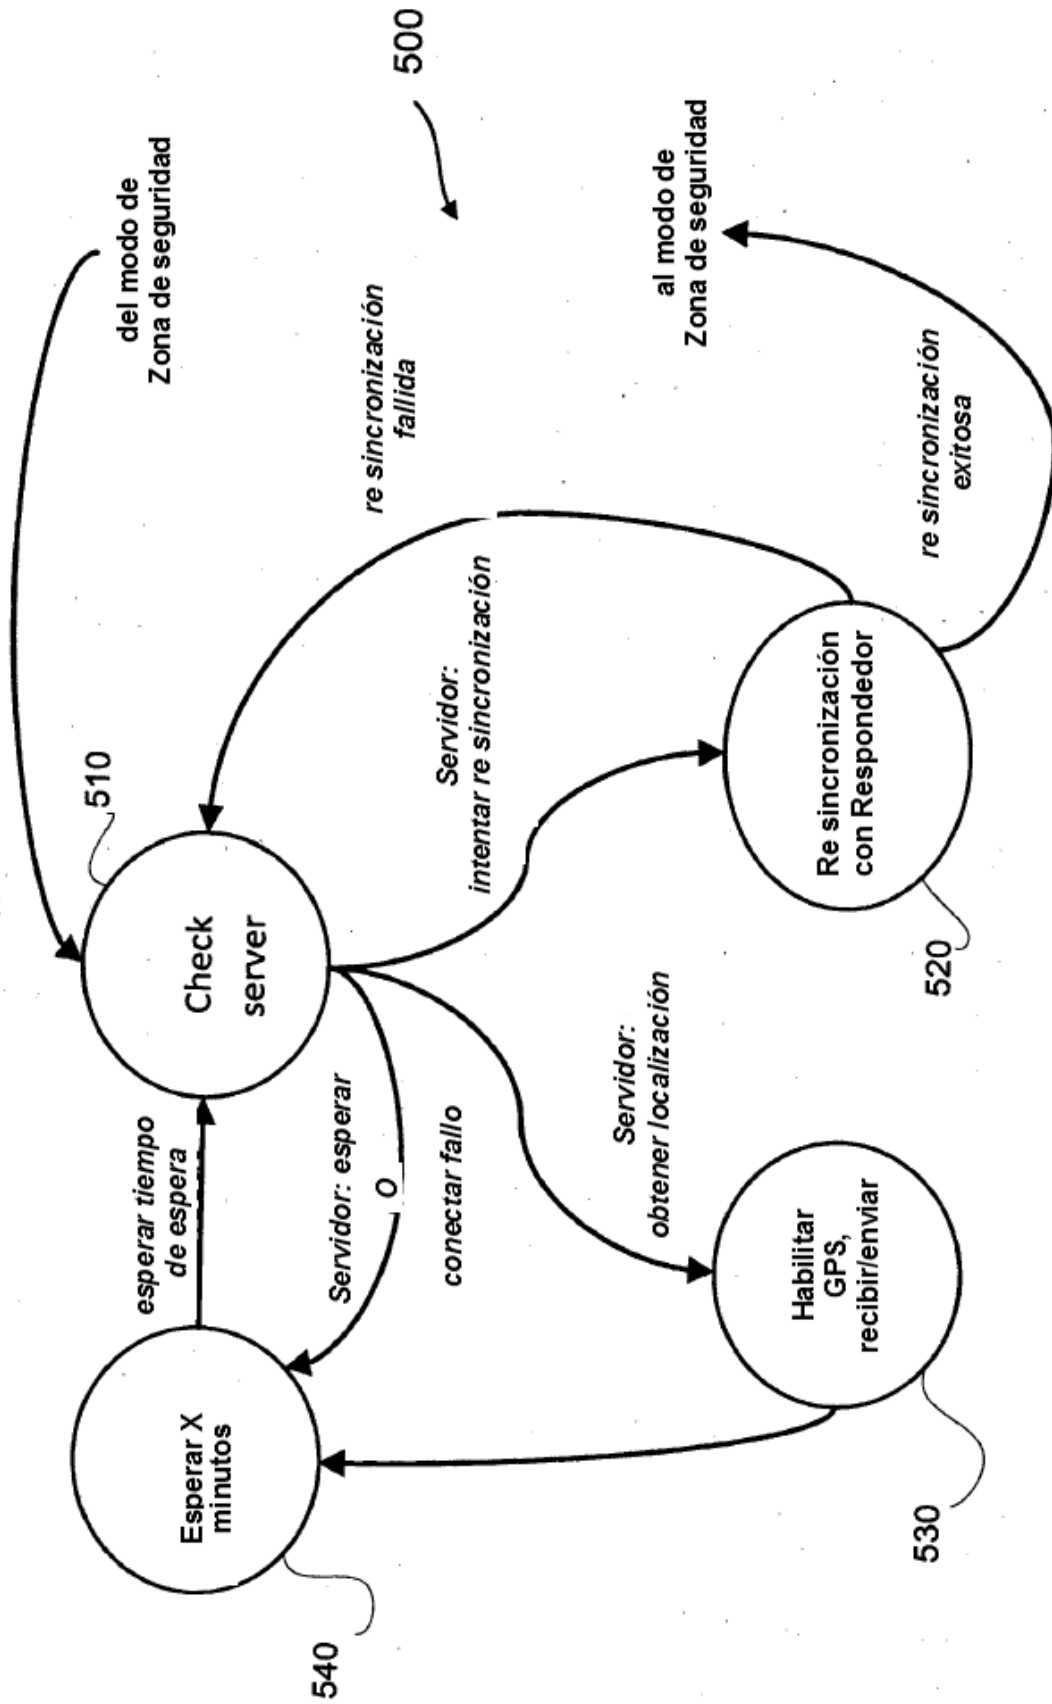 del modo de
Zona de seguridad
510
Check
server
esperar tiempo
de espera
Esperar X
minutos
540
Servidor: esperar
O
conectar fallo
re sincronización
fallida
500
Servidor:
intentar re sincronización
Servidor:
obtener localización
al modo de
Zona de seguridad
Habilitar
GPS,
recibir/enviar
530
Re sincronización
con Respondedor
520
re sincronización
exitosa